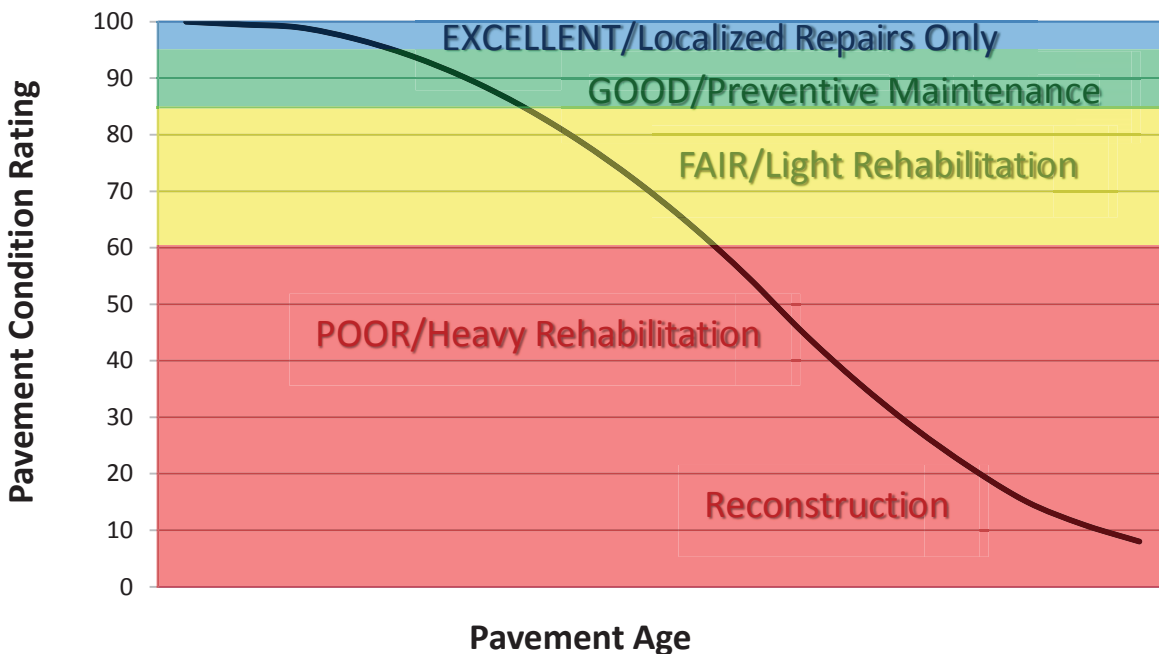 Pavement Condition Rating
100
90
80
70
60
50
40
30
20
10
0
EXCELLENT/Localized Repairs Only
GOOD/Preventive Maintenance
FAIR/Light Rehabilitation
POOR/Heavy Rehabilitation
Reconstruction
Pavement Age